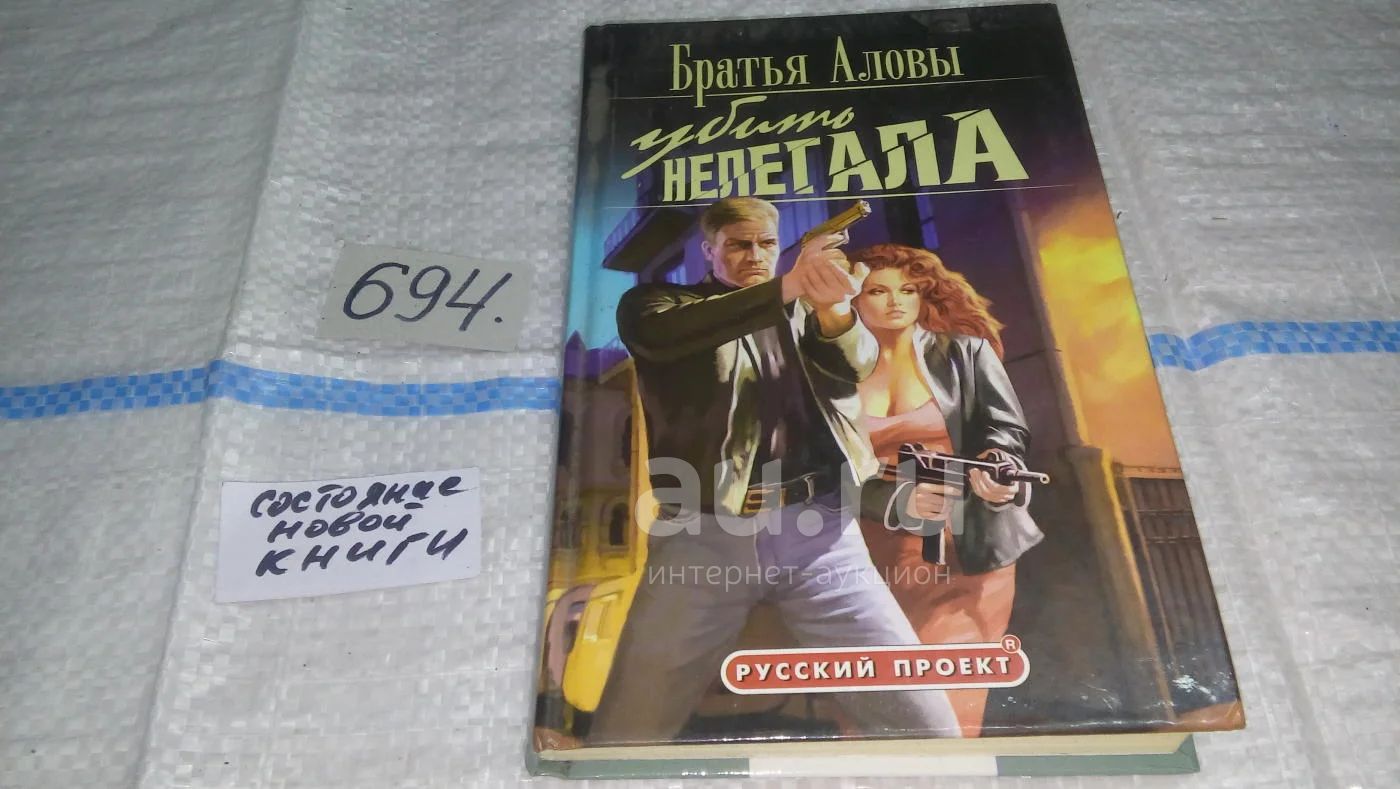 Братья Аловы
убить
НЕЛЕГАЛА
694.
состояние
новой
книги
au.ru
интернет-аукцион
РУССКИЙ ПРОЕКТ ®